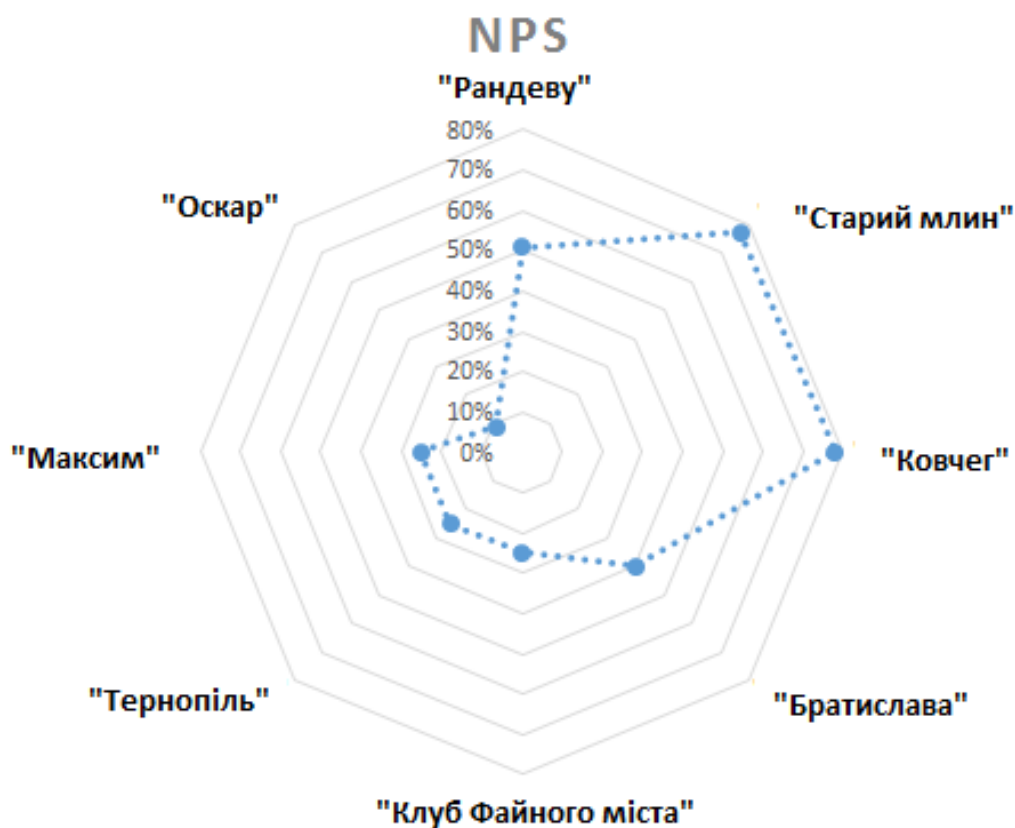 NPS
"Рандеву"
80%
70%
"Оскар"
"Старий млин"
60%
50%
40%
30%
20%
10%
"Максим"
0%
"Ковчег"
"Тернопіль"
"Братислава"
"Клуб Файного міста"